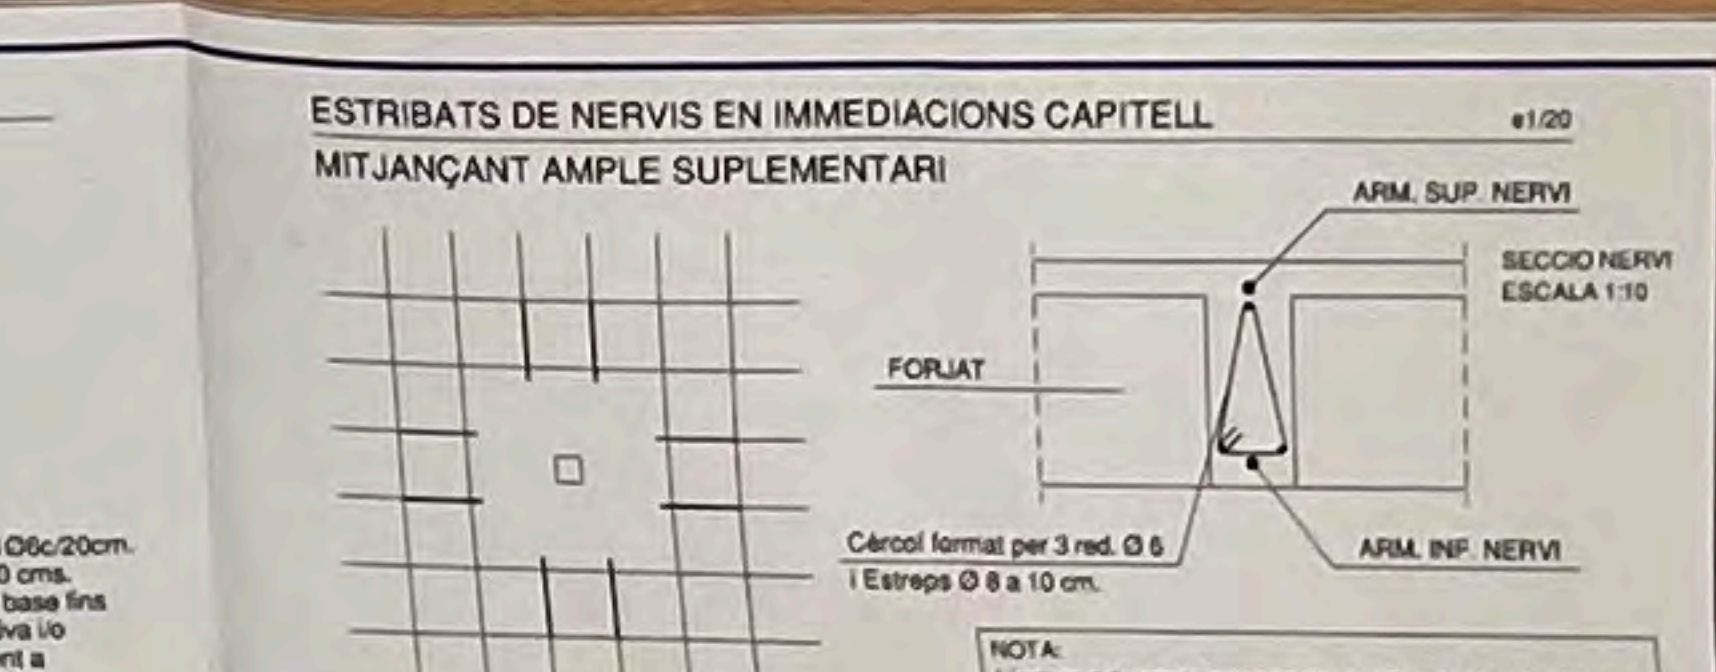 ESTRIBATS DE NERVIS EN IMMEDIACIONS CAPITELL
e1/20
MITJANÇANT AMPLE SUPLEMENTARI
ARM. SUP. NERVI
SECCIO NERVI
ESCALA 1:10
FORJAT
Cèrcol format per 3 red. Ø 6
i Estreps Ø 8 a 10 cm.
ARM. INF. NERVI
NOTA:
Ø6c/20cm.
0 cms.
base fins
iva i/o
nt a